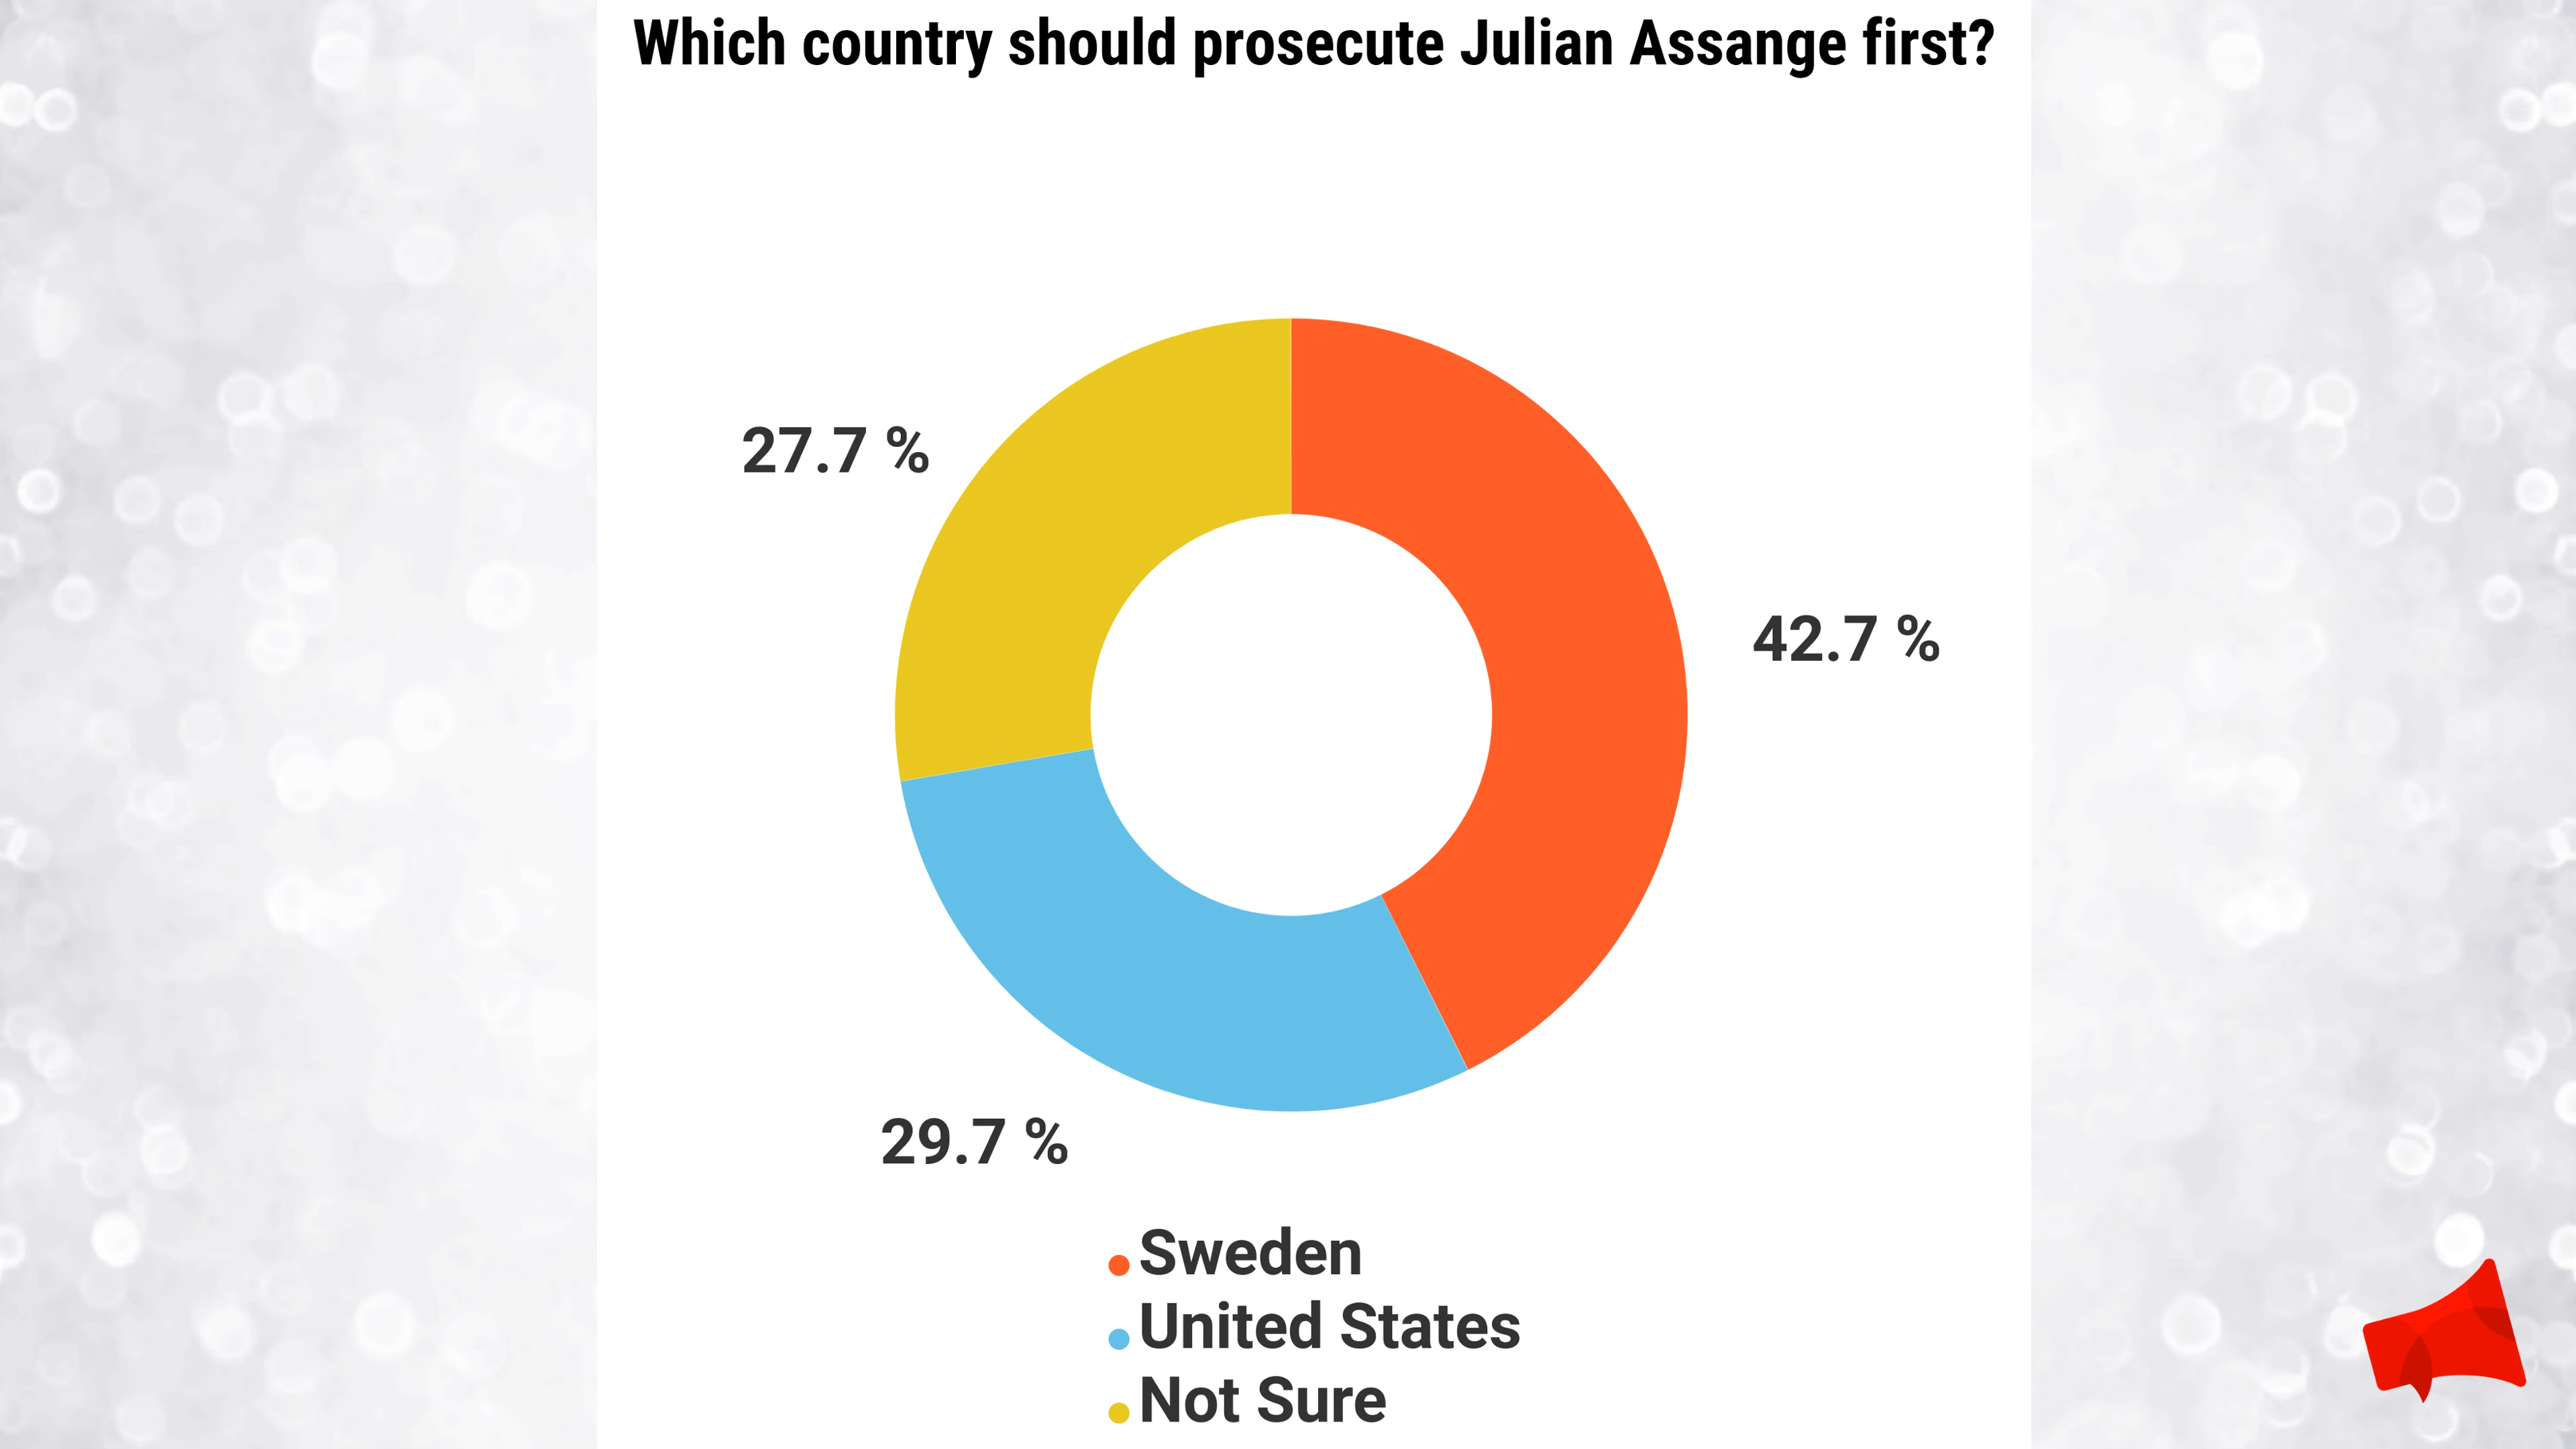 Which country should prosecute Julian Assange first?
27.7 %
42.7 %
29.7 %
Sweden
United States
Not Sure